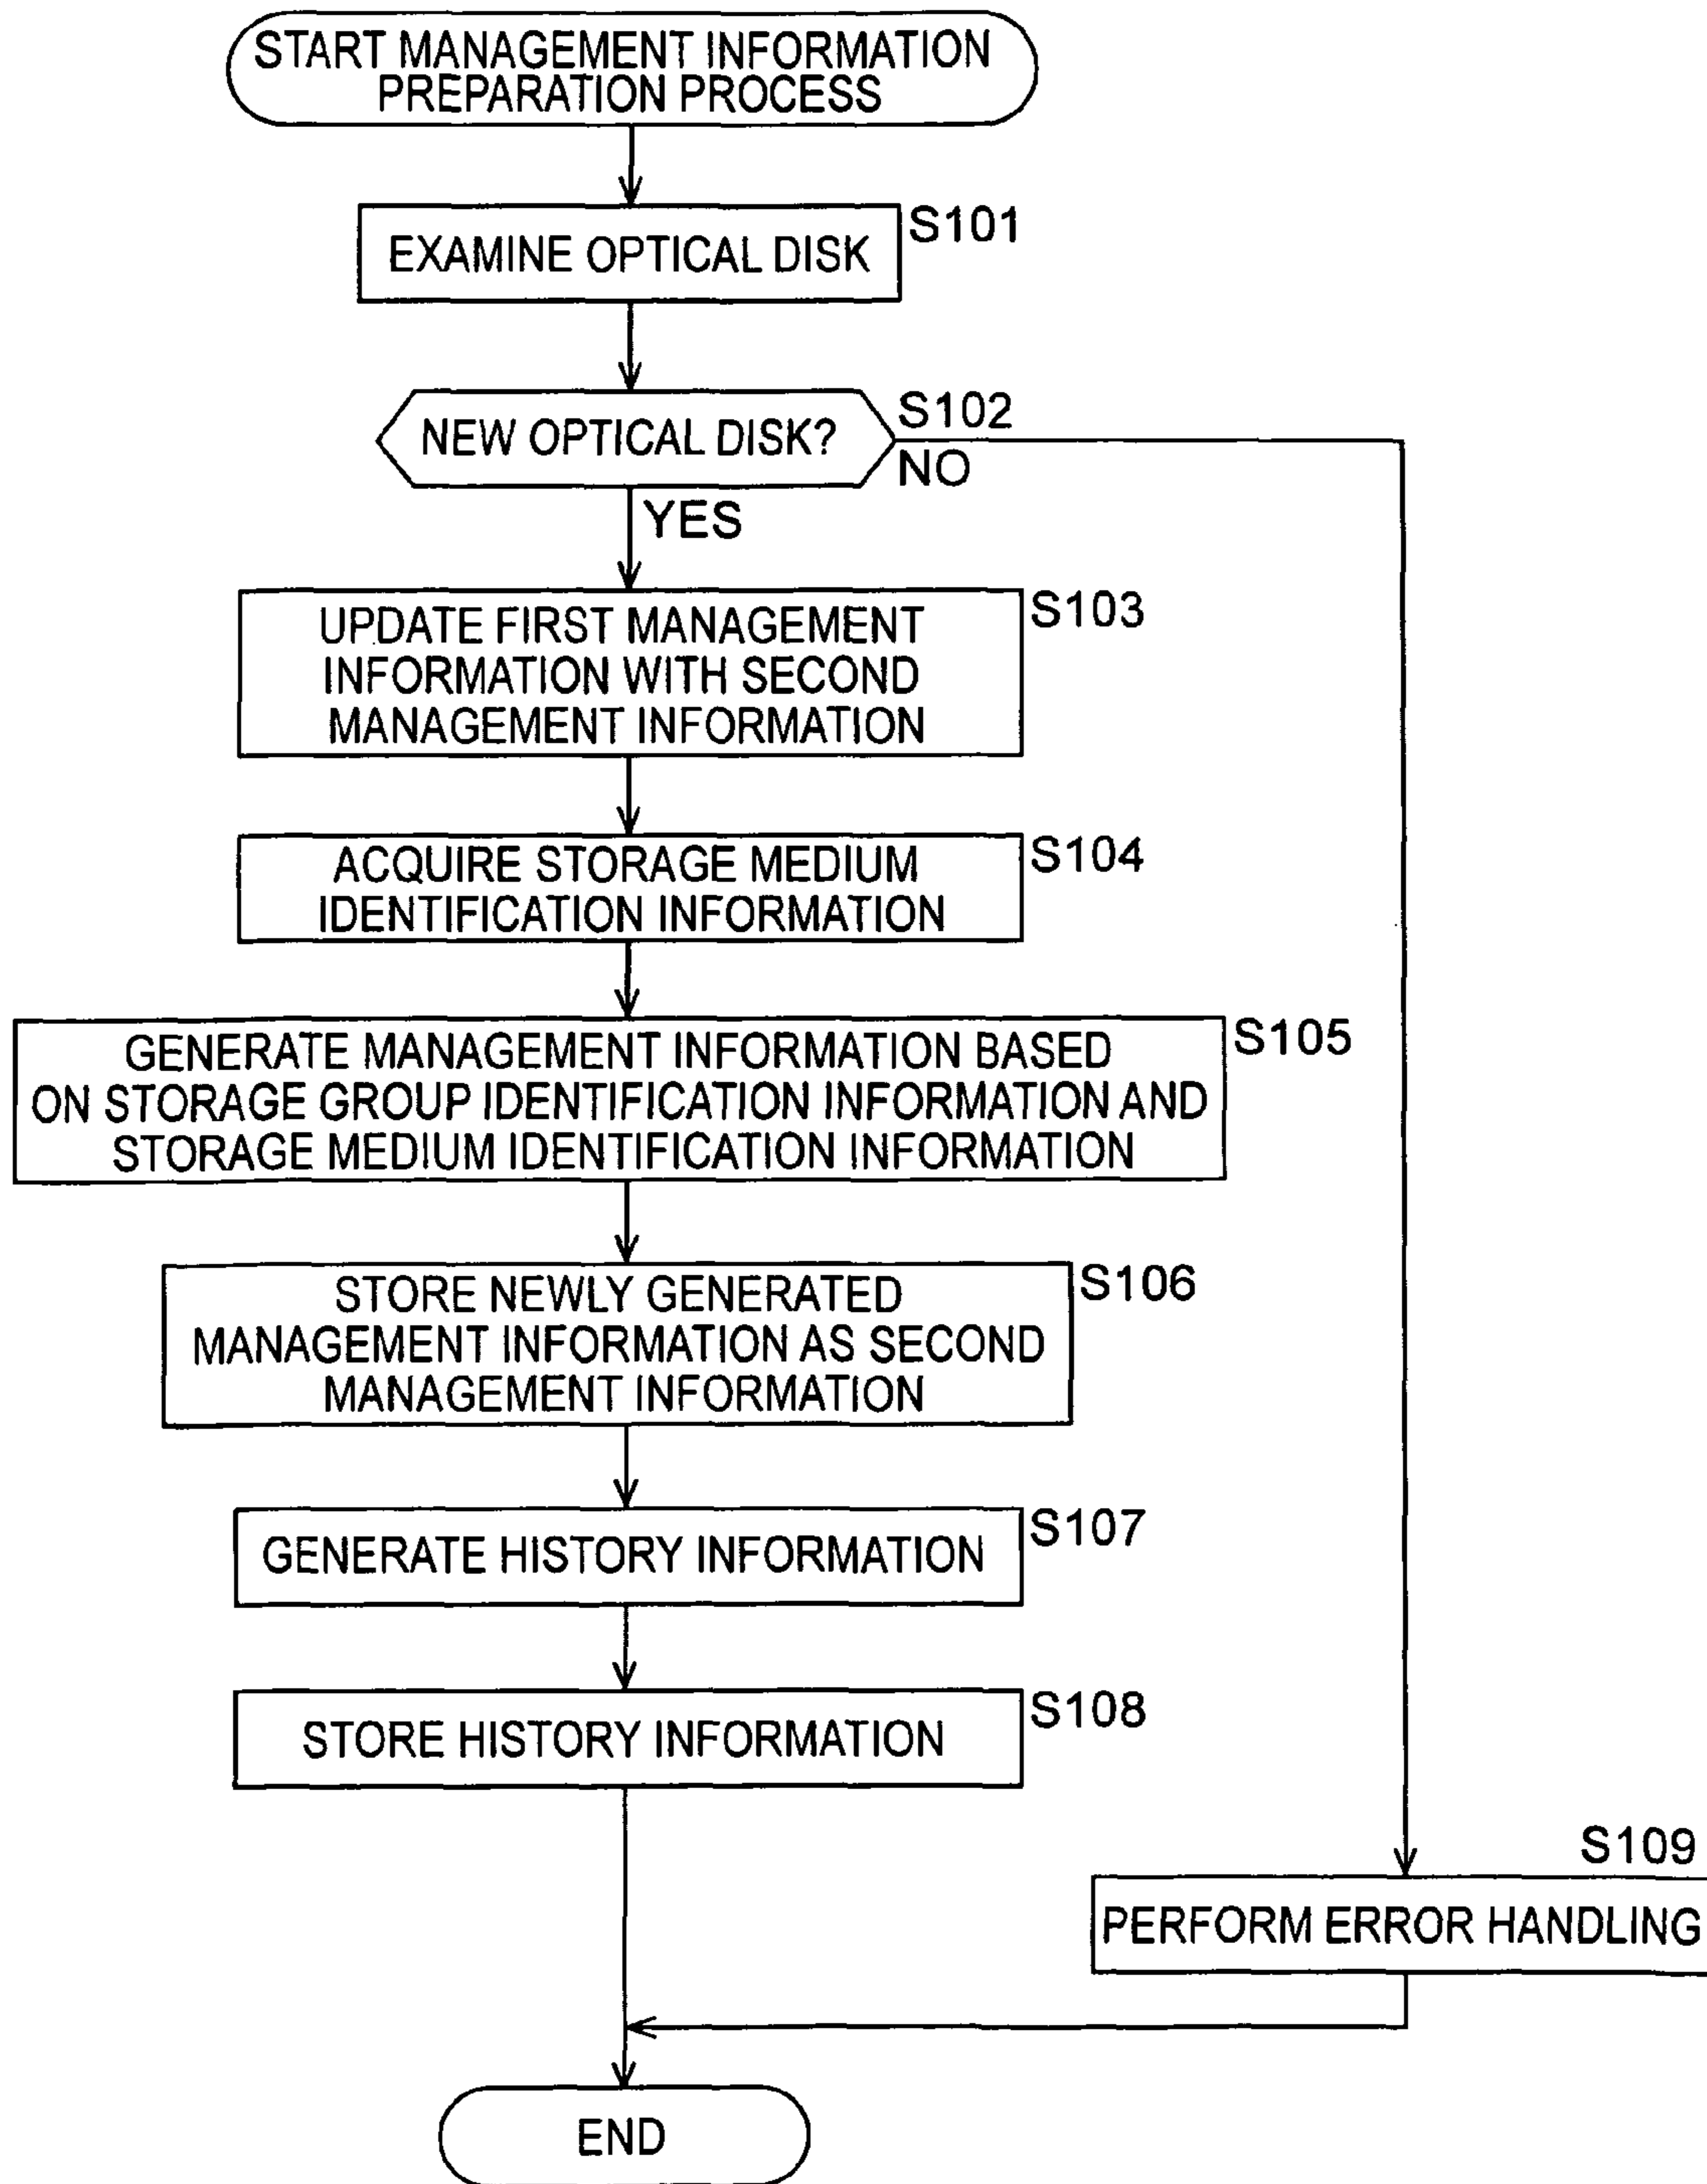 START MANAGEMENT INFORMATION
PREPARATION PROCESS
S101
EXAMINE OPTICAL DISK
S102
NEW OPTICAL DISK?
NO
YES
S103
UPDATE FIRST MANAGEMENT
INFORMATION WITH SECOND
MANAGEMENT INFORMATION
S104
ACQUIRE STORAGE MEDIUM
IDENTIFICATION INFORMATION
S105
GENERATE MANAGEMENT INFORMATION BASED
ON STORAGE GROUP IDENTIFICATION INFORMATION AND
STORAGE MEDIUM IDENTIFICATION INFORMATION
S106
STORE NEWLY GENERATED
MANAGEMENT INFORMATION AS SECOND
MANAGEMENT INFORMATION
S107
GENERATE HISTORY INFORMATION
S108
STORE HISTORY INFORMATION
S109
PERFORM ERROR HANDLING
END